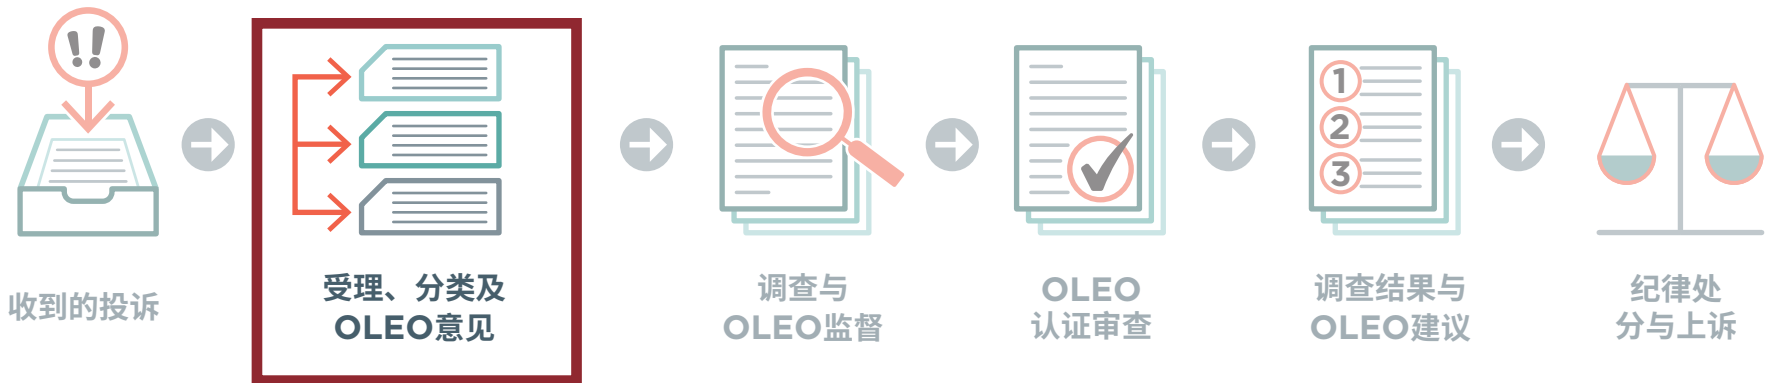 !!
1
2
3
收到的投诉
受理、分类及
OLEO意见
调查与
OLEO监督
OLEO
认证审查
调查结果与
OLEO建议
纪律处
分与上诉